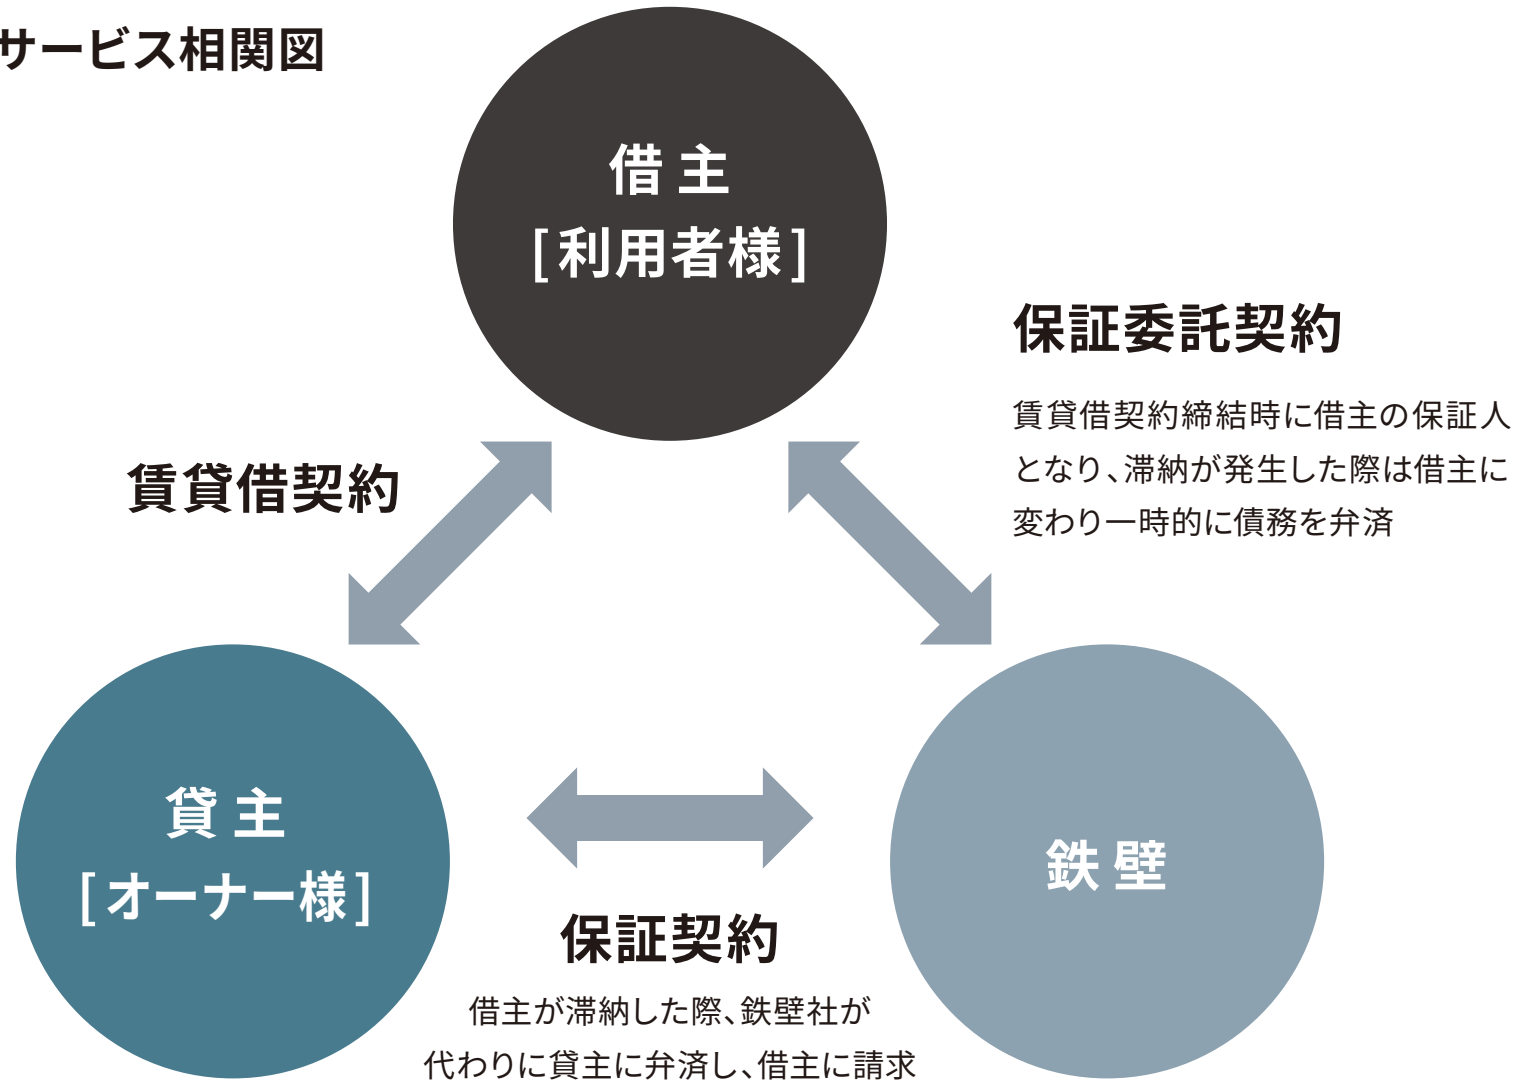 サービス相関図
借主
[利用者様]
保証委託契約
賃貸借契約締結時に借主の保証人
となり、滞納が発生した際は借主に
変わり一時的に債務を弁済
賃貸借契約
貸主
[オーナー様]
鉄壁
保証契約
借主が滞納した際、鉄壁社が
代わりに貸主に弁済し、借主に請求